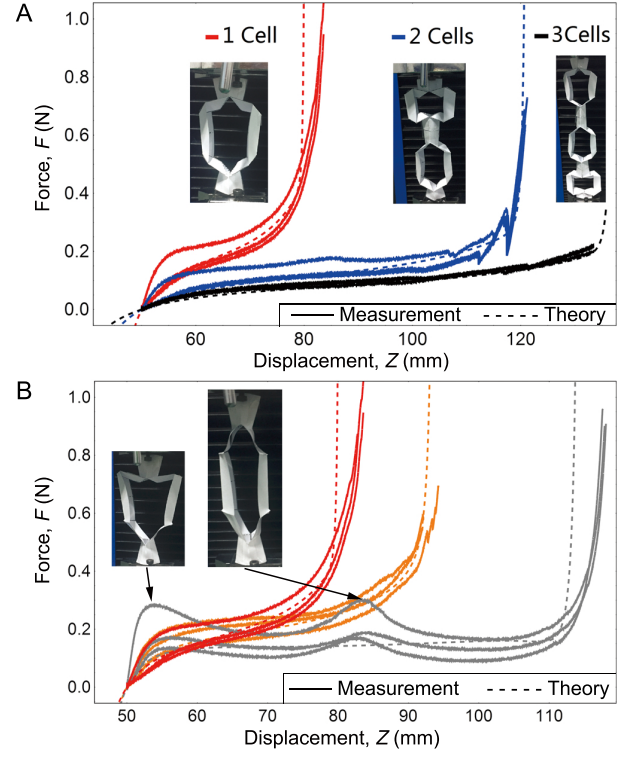 A
1 Cell
2 Cells
3Cells
Force, F (N)
1.0
0.8
0.6
0.4
0.2
0.0
Measurement
Theory
60
80
100
120
Displacement, Z (mm)
B
Force, F (N)
1.0
0.8
0.6
0.4
0.2
0.0
Measurement
Theory
50
60
70
80
90
100
110
Displacement, Z (mm)